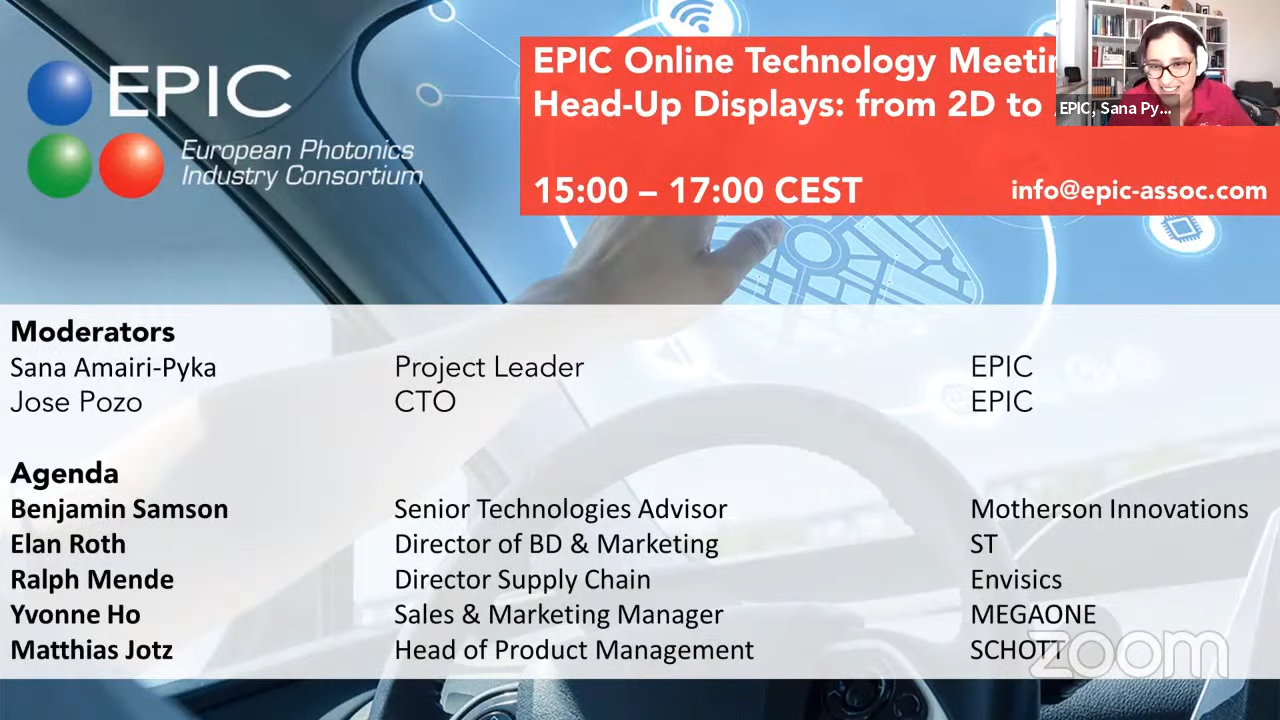 EPIC
European Photonics
Industry Consortium
EPIC Online Technology
Head-Up Displays: from 2D to
15:00 – 17:00 CEST
info@epic-assoc.com
EPIC, Sana Py...
Moderators
Sana Amairi-Pyka Project Leader EPIC
Jose Pozo CTO EPIC
Agenda
Benjamin Samson Senior Technologies Advisor Motherson Innovations
Elan Roth Director of BD & Marketing ST
Ralph Mende Director Supply Chain Envisics
Yvonne Ho Sales & Marketing Manager MEGAONE
Matthias Jotz Head of Product Management SCHOTT
zoom